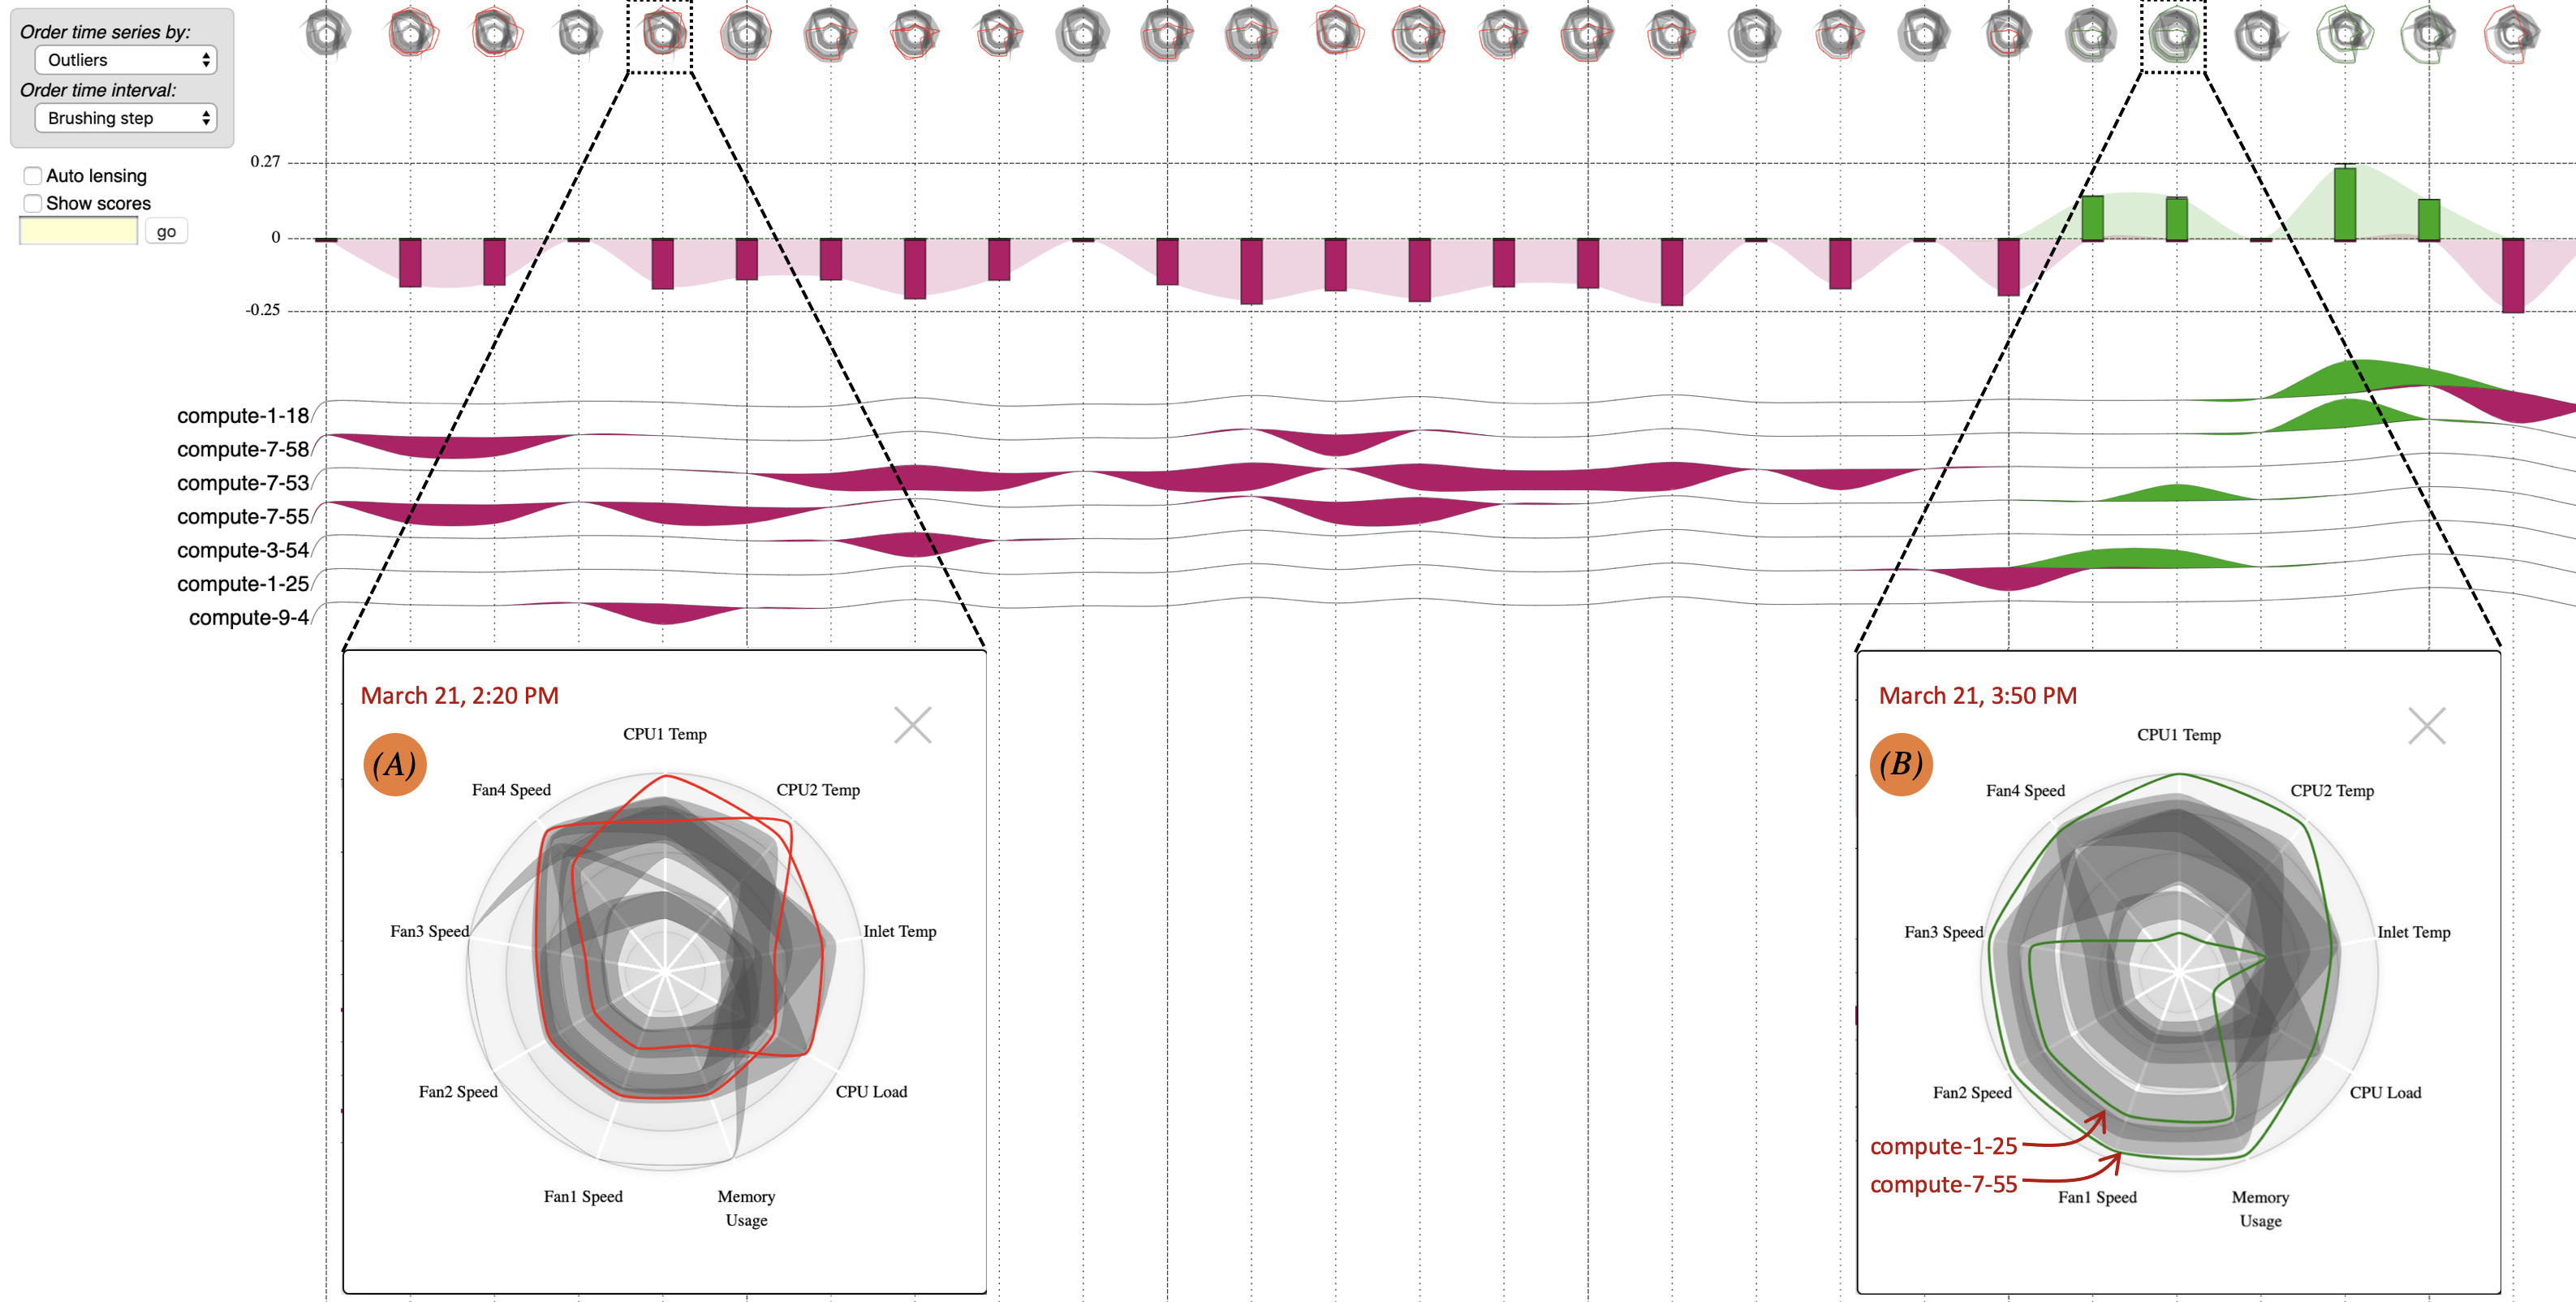 Order time series by:
Outliers
Order time interval:
Brushing step
Auto lensing
Show scores
go
0.27
0
-0.25
compute-1-18
compute-7-58
compute-7-53
compute-7-55
compute-3-54
compute-1-25
compute-9-4
March 21, 2:20 PM
(A)
CPU1 Temp
CPU2 Temp
Inlet Temp
CPU Load
Memory
Usage
Fan1 Speed
Fan2 Speed
Fan3 Speed
Fan4 Speed
March 21, 3:50 PM
(B)
CPU1 Temp
CPU2 Temp
Inlet Temp
CPU Load
Memory
Usage
Fan1 Speed
Fan2 Speed
Fan3 Speed
Fan4 Speed
compute-1-25
compute-7-55